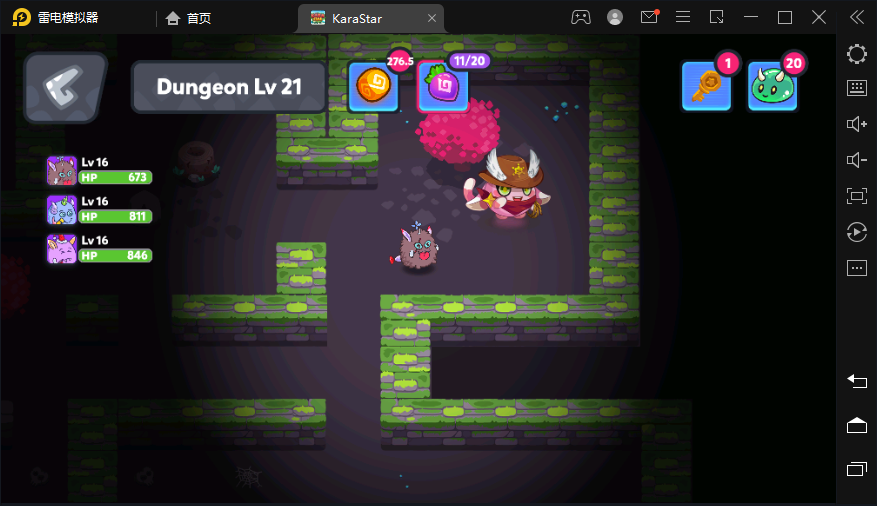 雷电模拟器
首页
KaraStar
Dungeon Lv 21
276.5
11/20
1
20
Lv 16
HP 673
Lv 16
HP 811
Lv 16
HP 846